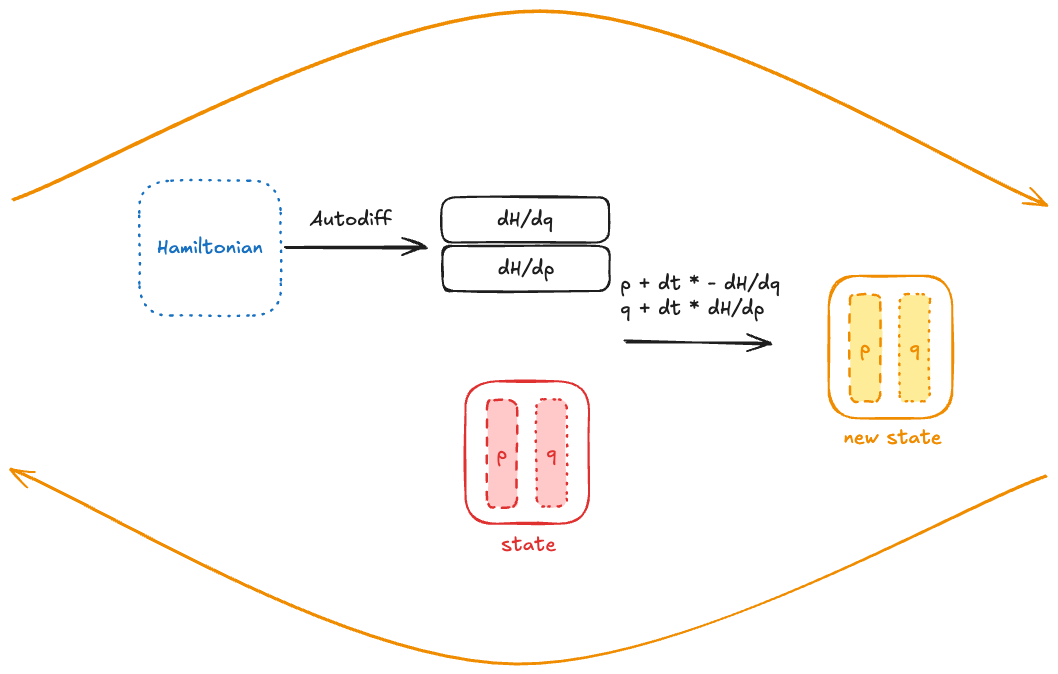 Hamiltonian
Autodiff
dH/dq
dH/dp
p + dt * - dH/dq
q + dt * dH/dp
p
q
new state
p
q
state